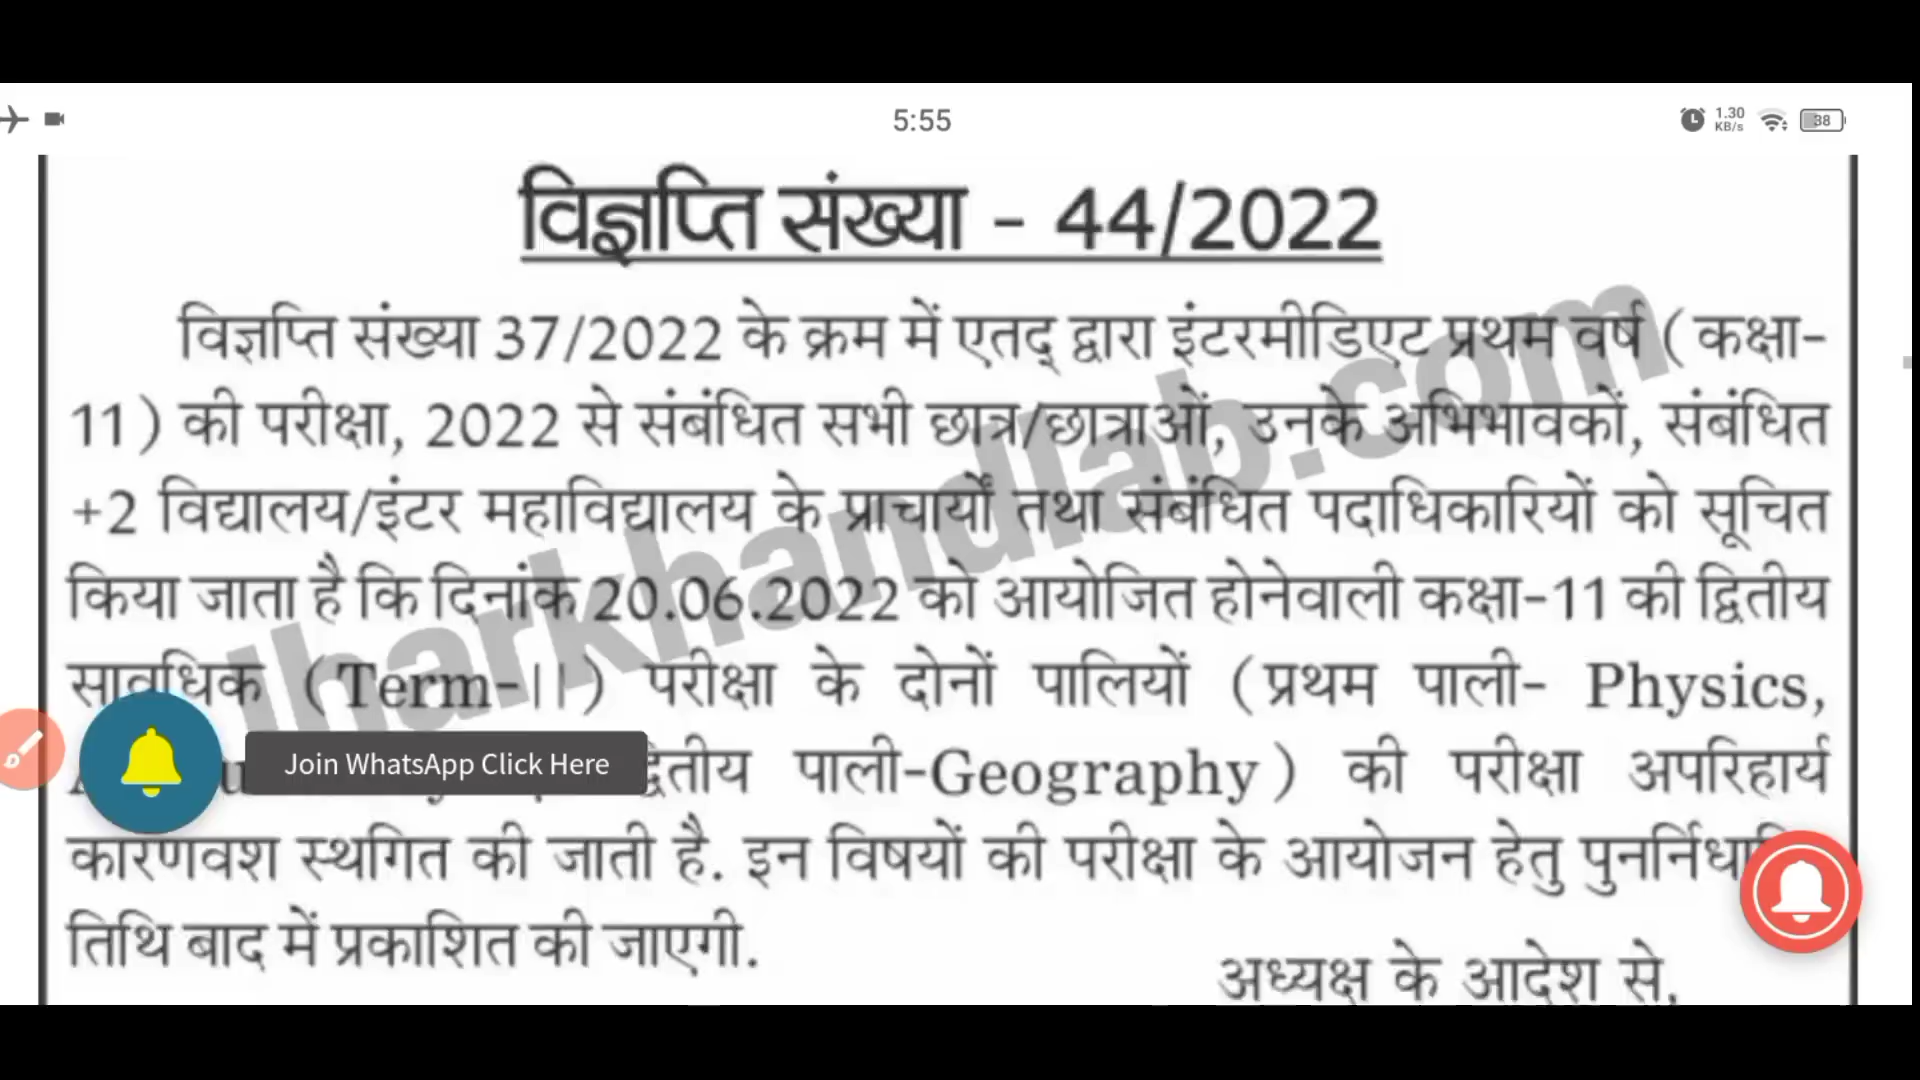 5:55
1.30
KB/s
38
विज्ञप्ति संख्या - 44/2022
विज्ञप्ति संख्या 37/2022 के क्रम में एतद् द्वारा इंटरमीडिएट प्रथम वर्ष ( कक्षा-
11 ) की परीक्षा, 2022 से संबंधित सभी छात्र/छात्राओं, उनके अभिभावकों, संबंधित
+2 विद्यालय/इंटर महाविद्यालय के प्राचार्यों तथा संबंधित पदाधिकारियों को सूचित
किया जाता है कि दिनांक 20.06.2022 को आयोजित होनेवाली कक्षा-11 की द्वितीय
सावधिक (Term-||) परीक्षा के दोनों पालियों (प्रथम पाली- Physics,
पाली-Geography) की परीक्षा अपरिहार्य
Join WhatsApp Click Here
कारणवश स्थगित की जाती है. इन विषयों की परीक्षा के आयोजन हेतु
तिथि बाद में प्रकाशित की जाएगी.
अध्यक्ष के आदेश से,
Jharkhandlab.com